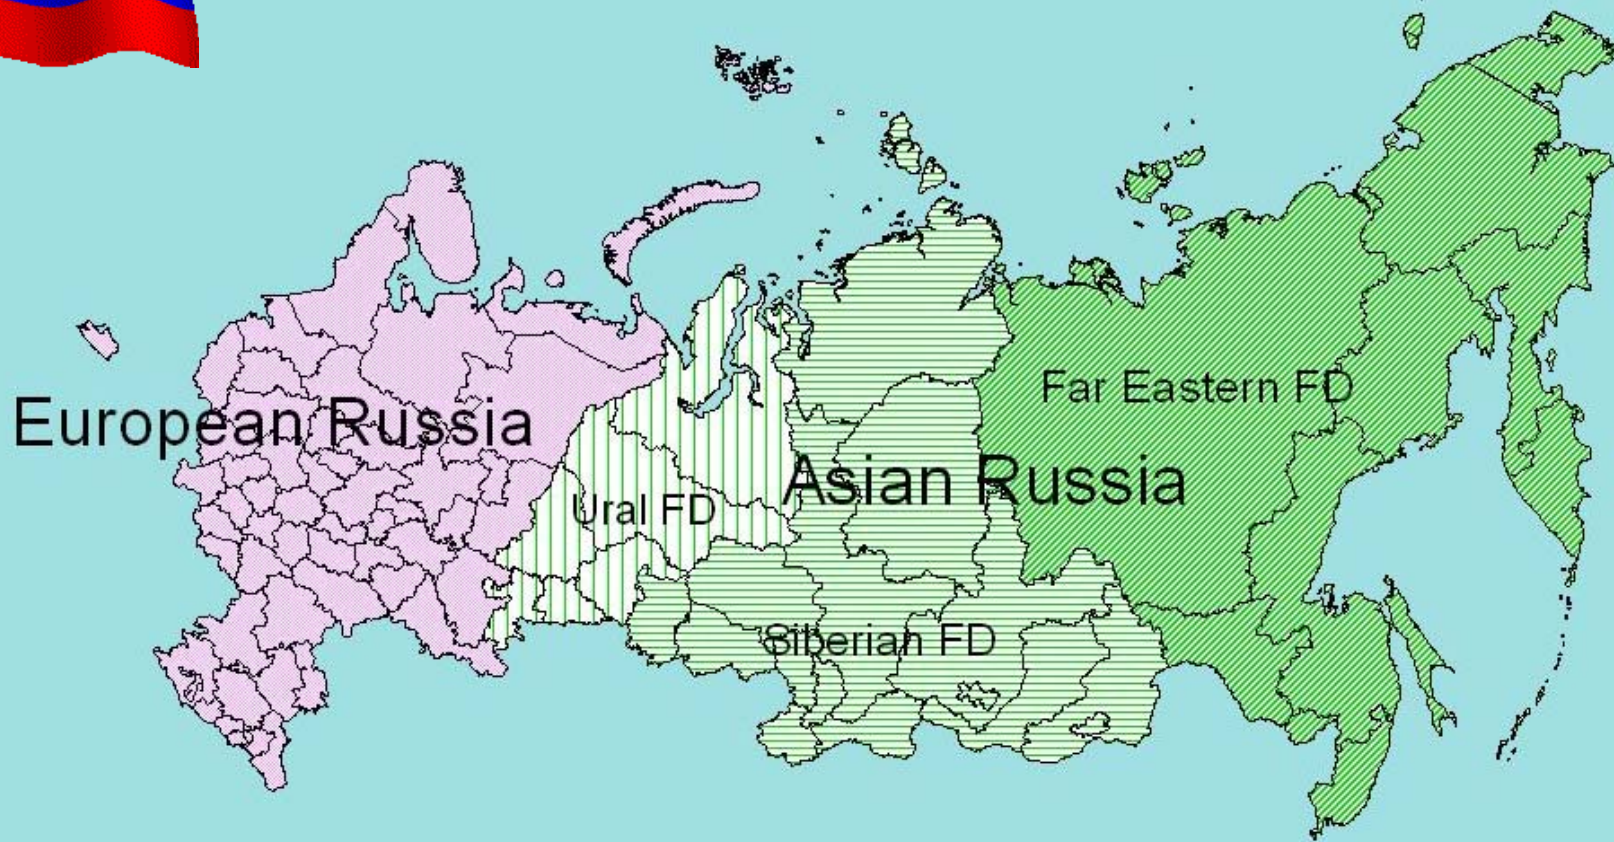 Far Eastern FD
European Russia
Asian Russia
Ural FD
Siberian FD